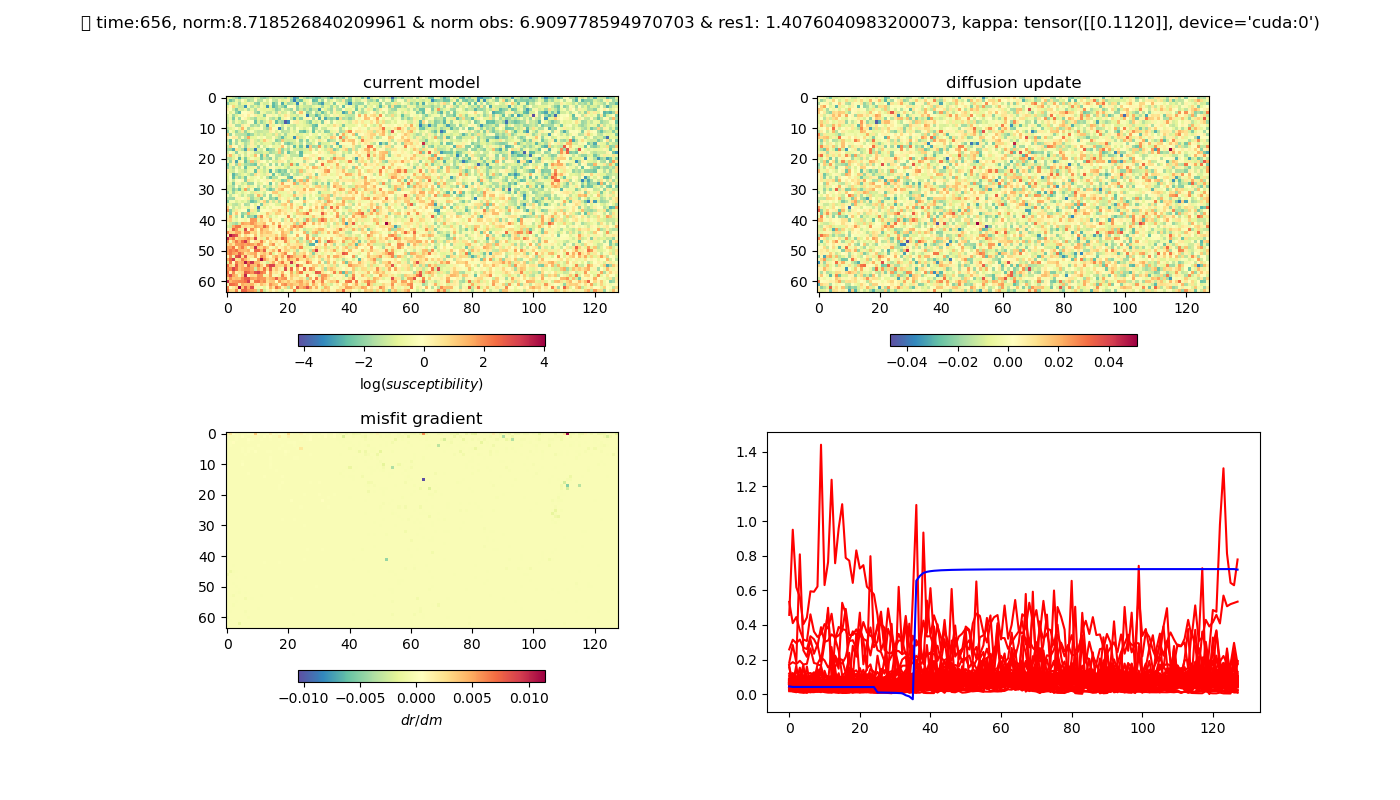 time:656, norm:8.718526840209961 & norm obs: 6.909778594970703 & res1: 1.4076040983200073, kappa: tensor([[0.1120]], device='cuda:0')
current model
0
10
20
30
40
50
60
0 20 40 60 80 100 120
−4 −2 0 2 4
log(susceptibility)
diffusion update
0
10
20
30
40
50
60
0 20 40 60 80 100 120
−0.04 −0.02 0.00 0.02 0.04
misfit gradient
0
10
20
30
40
50
60
0 20 40 60 80 100 120
−0.010 −0.005 0.000 0.005 0.010
dr/dm
1.4
1.2
1.0
0.8
0.6
0.4
0.2
0.0
0 20 40 60 80 100 120